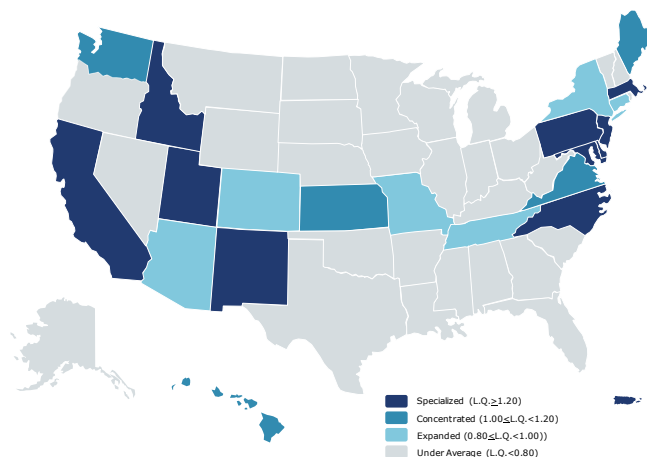 Specialized (L.Q.≥1.20)
Concentrated (1.00≤L.Q.<1.20)
Expanded (0.80≤L.Q.<1.00))
Under Average (L.Q.<0.80)